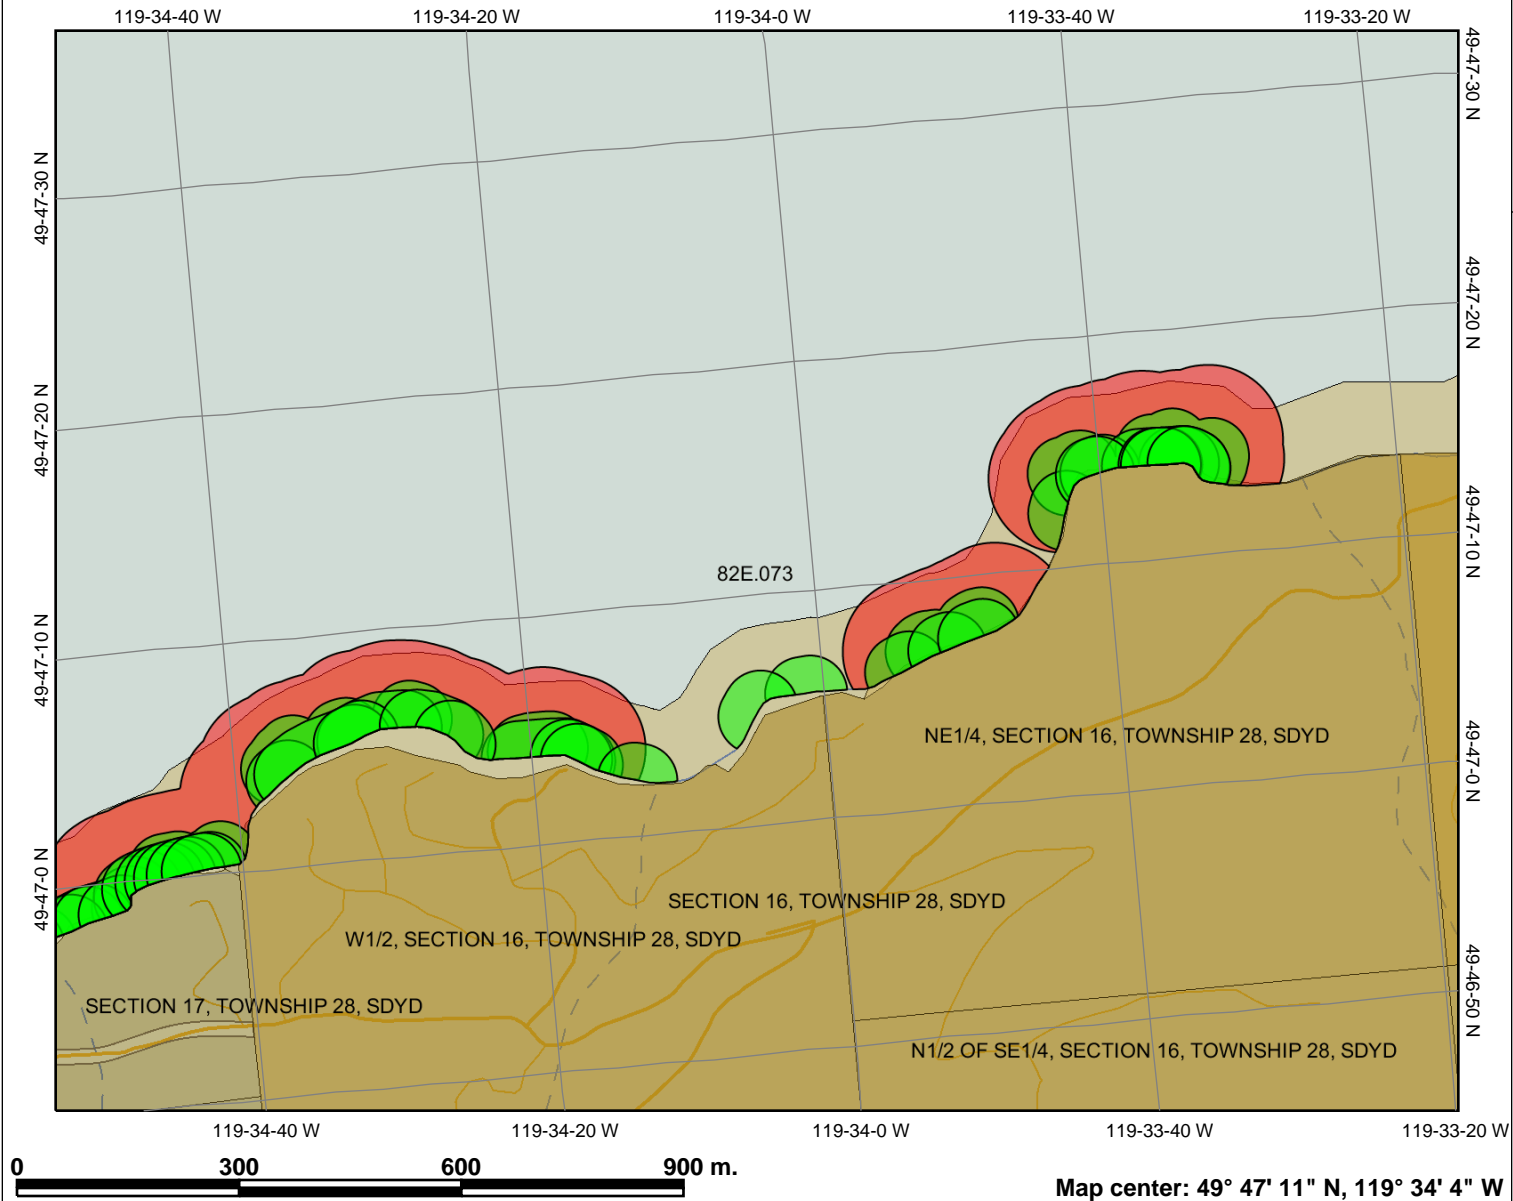 119-34-40 W 119-34-20 W 119-34-0 W 119-33-40 W 119-33-20 W
49-47-30 N
49-47-30 N
49-47-20 N
49-47-20 N
49-47-10 N
82E.073
49-47-10 N
NE1/4, SECTION 16, TOWNSHIP 28, SDYD
49-47-0 N
49-47-0 N
SECTION 16, TOWNSHIP 28, SDYD
W1/2, SECTION 16, TOWNSHIP 28, SDYD
49-46-50 N
SECTION 17, TOWNSHIP 28, SDYD
N1/2 OF SE1/4, SECTION 16, TOWNSHIP 28, SDYD
119-34-40 W 119-34-20 W 119-34-0 W 119-33-40 W 119-33-20 W
0 300 600 900 m.
Map center: 49° 47' 11" N, 119° 34' 4" W